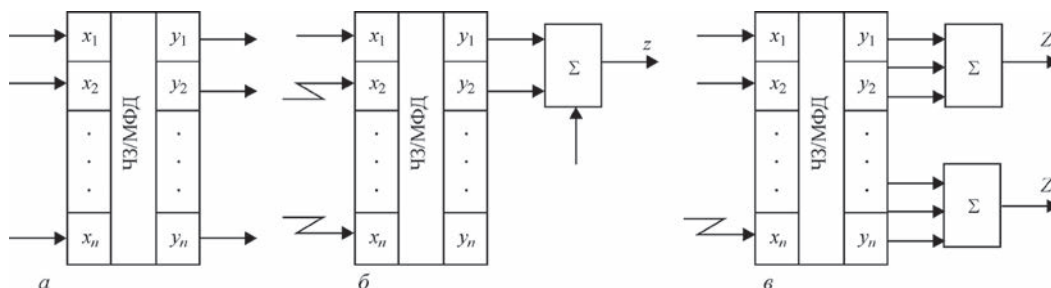 x₁ ЧЗ/МФД y₁
x₂ y₂
xₙ yₙ
а
x₁ ЧЗ/МФД y₁ Σ z
x₂ y₂
xₙ yₙ
б
x₁ ЧЗ/МФД y₁ Σ Z
x₂ y₂
Σ Z
xₙ yₙ
в